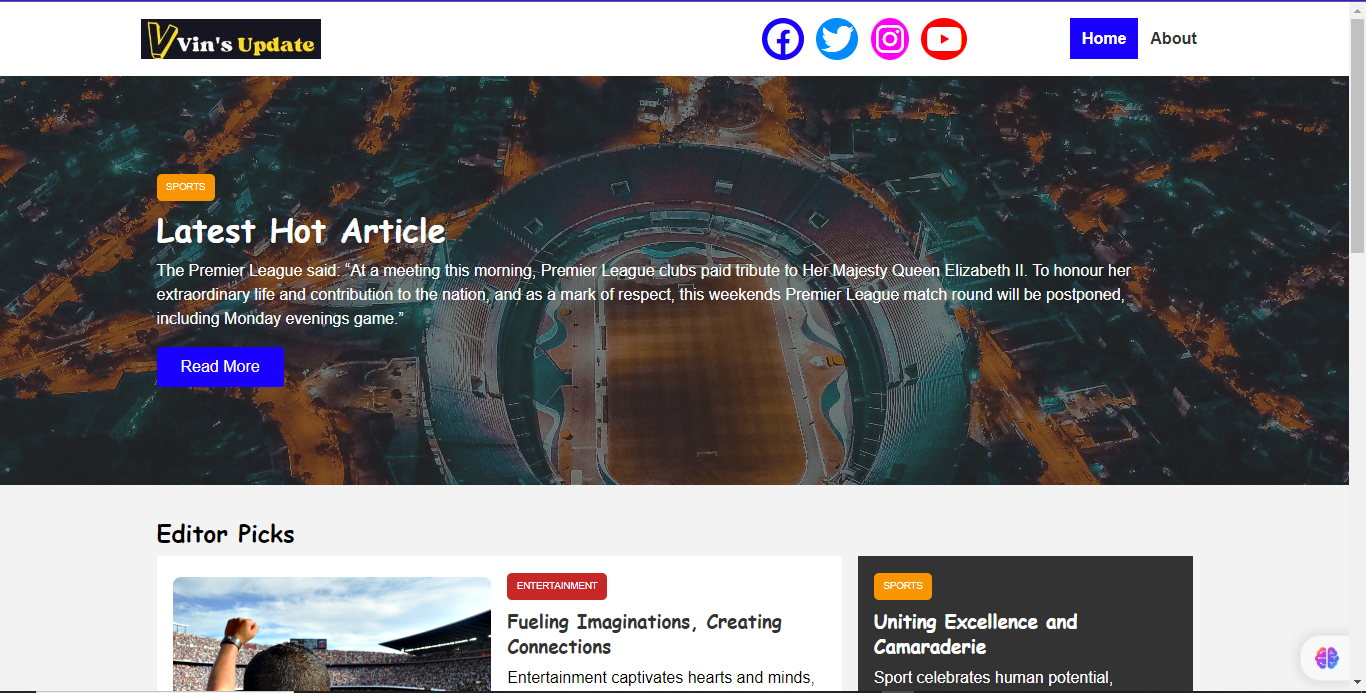 Vin's Update
Home
About
SPORTS
Latest Hot Article
The Premier League said: “At a meeting this morning, Premier League clubs paid tribute to Her Majesty Queen Elizabeth II. To honour her
extraordinary life and contribution to the nation, and as a mark of respect, this weekends Premier League match round will be postponed,
including Monday evenings game.”
Read More
Editor Picks
ENTERTAINMENT
Fueling Imaginations, Creating
Connections
Entertainment captivates hearts and minds,
SPORTS
Uniting Excellence and
Camaraderie
Sport celebrates human potential,